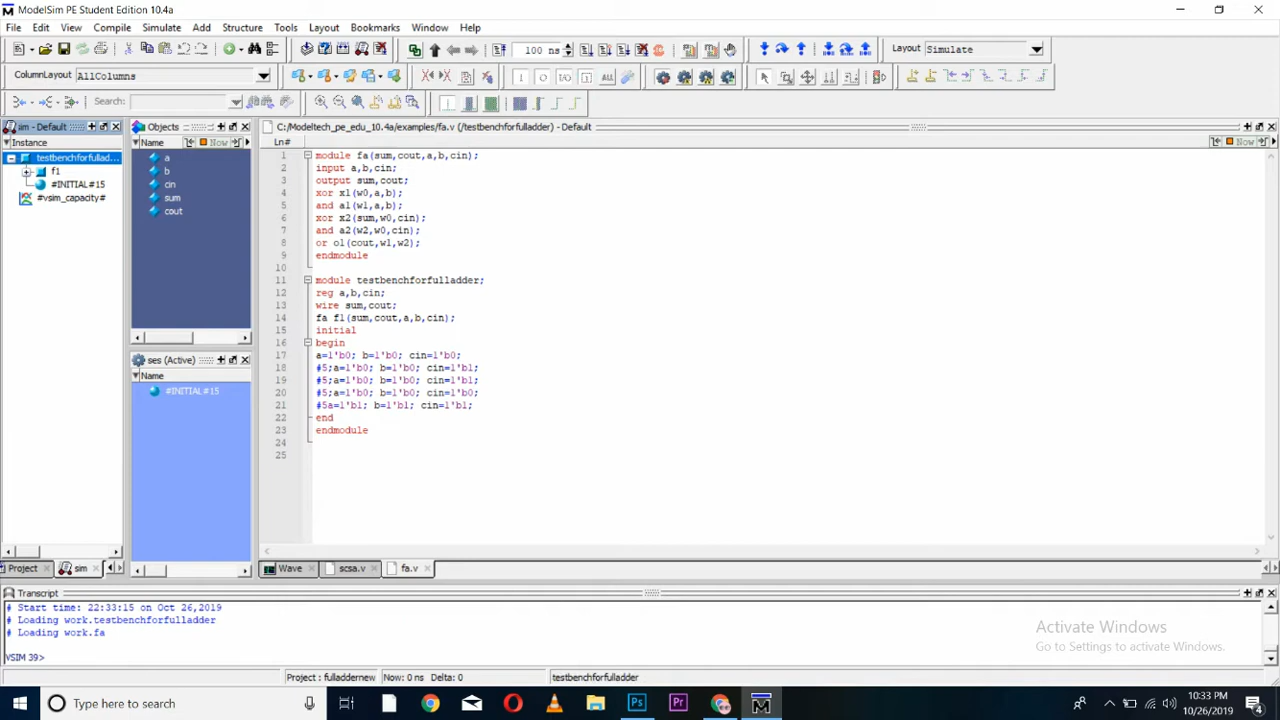 ModelSim PE Student Edition 10.4a
File Edit View Compile Simulate Add Structure Tools Layout Bookmarks Window Help
100 ns
Layout Simulate
ColumnLayout AllColumns
Search:
sim - Default
Instance
testbenchforfullad...
f1
#INITIAL#15
#vsim_capacity#
Objects
Name
Now
a
b
cin
sum
cout
ses (Active)
Name
#INITIAL#15
C:/Modeltech_pe_edu_10.4a/examples/fa.v (/testbenchforfulladder) - Default
Ln#
Now
1 module fa(sum,cout,a,b,cin);
2 input a,b,cin;
3 output sum,cout;
4 xor x1(w0,a,b);
5 and a1(w1,a,b);
6 xor x2(sum,w0,cin);
7 and a2(w2,w0,cin);
8 or o1(cout,w1,w2);
9 endmodule
10
11 module testbenchforfulladder;
12 reg a,b,cin;
13 wire sum,cout;
14 fa f1(sum,cout,a,b,cin);
15 initial
16 begin
17 a=1'b0; b=1'b0; cin=1'b0;
18 #5;a=1'b0; b=1'b0; cin=1'b1;
19 #5;a=1'b0; b=1'b0; cin=1'b1;
20 #5;a=1'b0; b=1'b0; cin=1'b0;
21 #5a=1'b1; b=1'b1; cin=1'b1;
22 end
23 endmodule
24
25
Project
sim
Wave
scsa.v
fa.v
Transcript
# Start time: 22:33:15 on Oct 26,2019
# Loading work.testbenchforfulladder
# Loading work.fa
VSIM 39>
Activate Windows
Go to Settings to activate Windows.
Project : fulladdernew Now: 0 ns Delta: 0 testbenchforfulladder
Type here to search
10:33 PM
10/26/2019